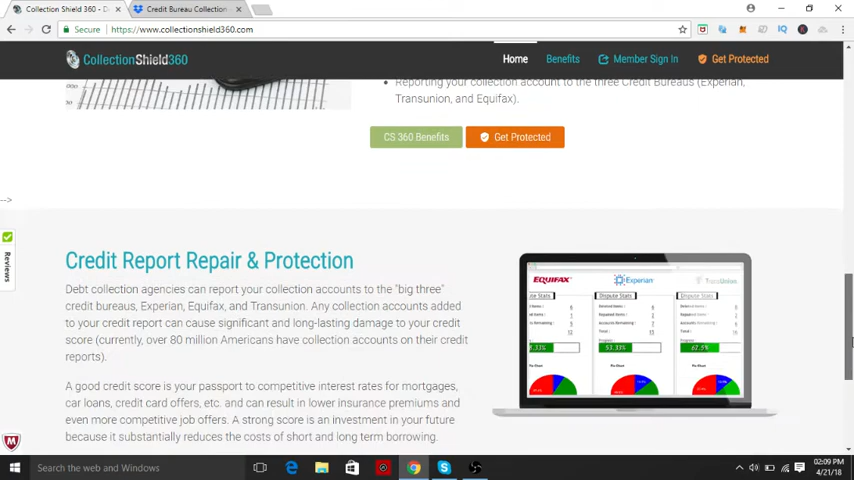 Collection Shield 360 - D
Credit Bureau Collection
Secure
https://www.collectionshield360.com
CollectionShield360
Home
Benefits
Member Sign In
Get Protected
Reporting your collection account to the three Credit Bureaus (Experian,
Transunion, and Equifax).
CS 360 Benefits
Get Protected
-->
Reviews
Credit Report Repair & Protection
Debt collection agencies can report your collection accounts to the "big three"
credit bureaus, Experian, Equifax, and Transunion. Any collection accounts added
to your credit report can cause significant and long-lasting damage to your credit
score (currently, over 80 million Americans have collection accounts on their credit
reports).
A good credit score is your passport to competitive interest rates for mortgages,
car loans, credit card offers, etc. and can result in lower insurance premiums and
even more competitive job offers. A strong score is an investment in your future
because it substantially reduces the costs of short and long term borrowing.
EQUIFAX
Experian
TransUnion
Dispute Stats
Dispute Stats
53.33%
62.5%
Search the web and Windows
02:09 PM
4/21/18